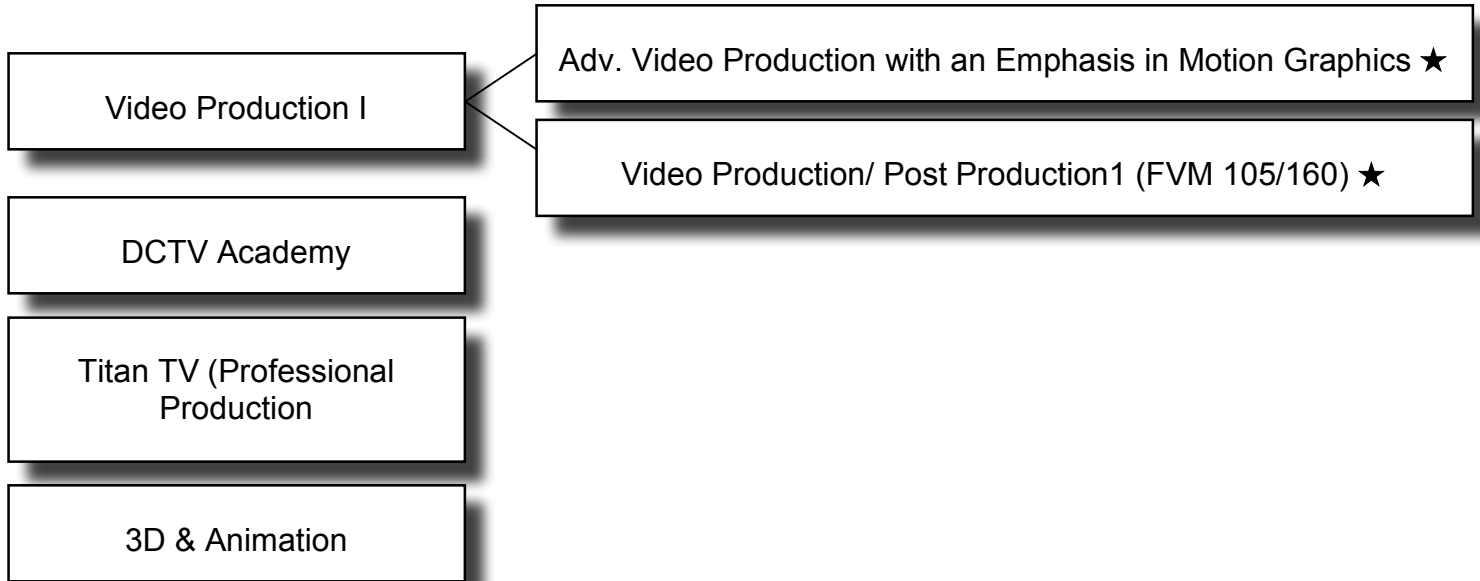 Adv. Video Production with an Emphasis in Motion Graphics ★
Video Production I
Video Production/ Post Production1 (FVM 105/160) ★
DCTV Academy
Titan TV (Professional
Production
3D & Animation